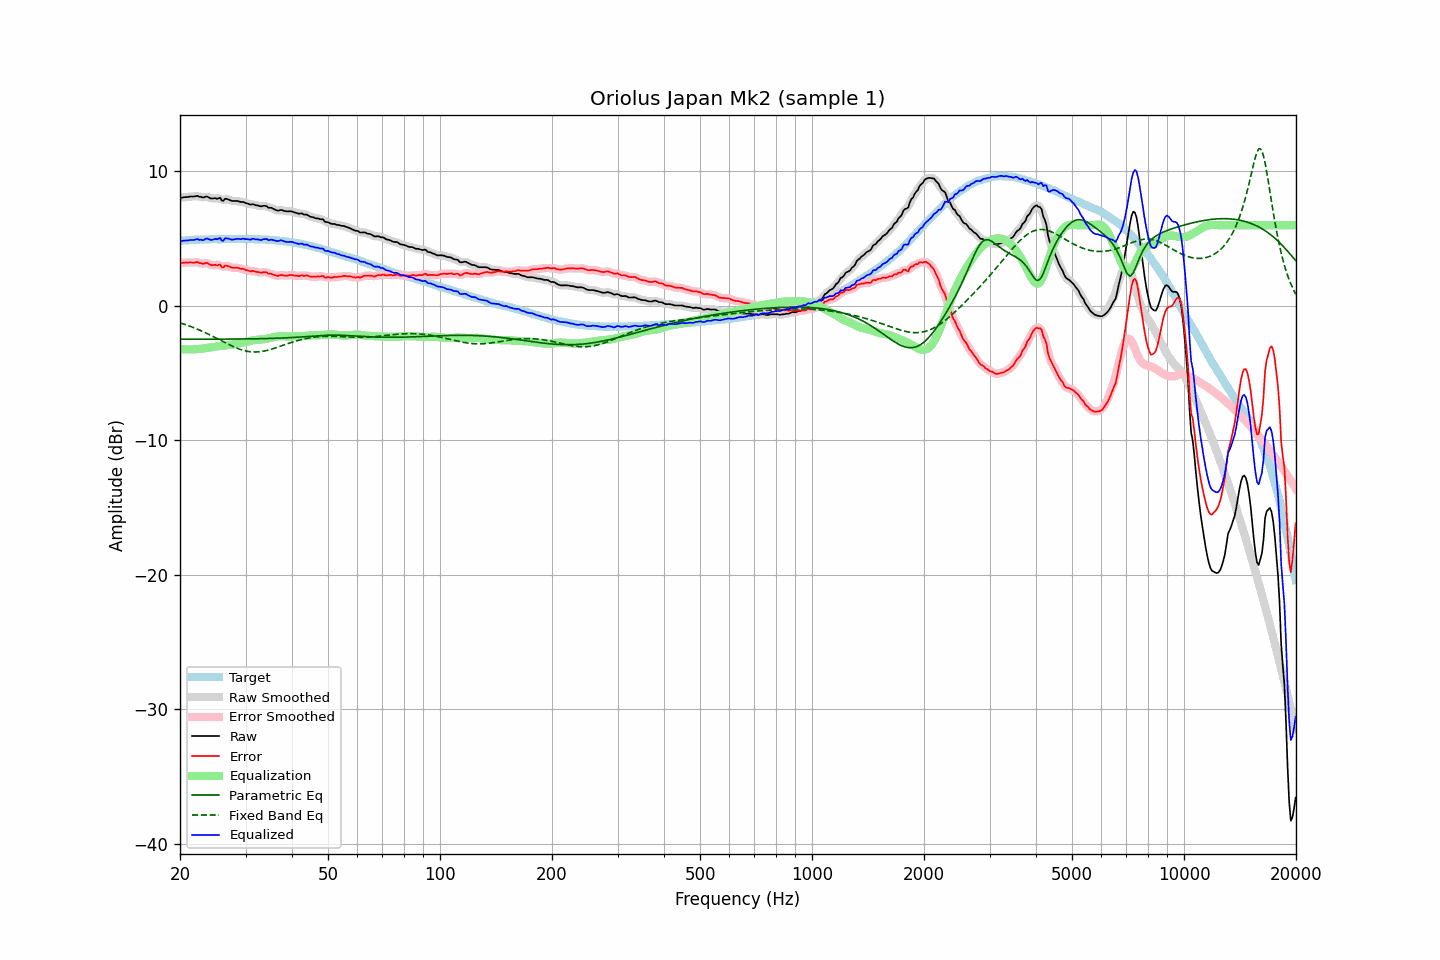 Oriolus Japan Mk2 (sample 1)
Amplitude (dBr)
10
0
−10
−20
−30
−40
Target
Raw Smoothed
Error Smoothed
Raw
Error
Equalization
Parametric Eq
Fixed Band Eq
Equalized
20 50 100 200 500 1000 2000 5000 10000 20000
Frequency (Hz)